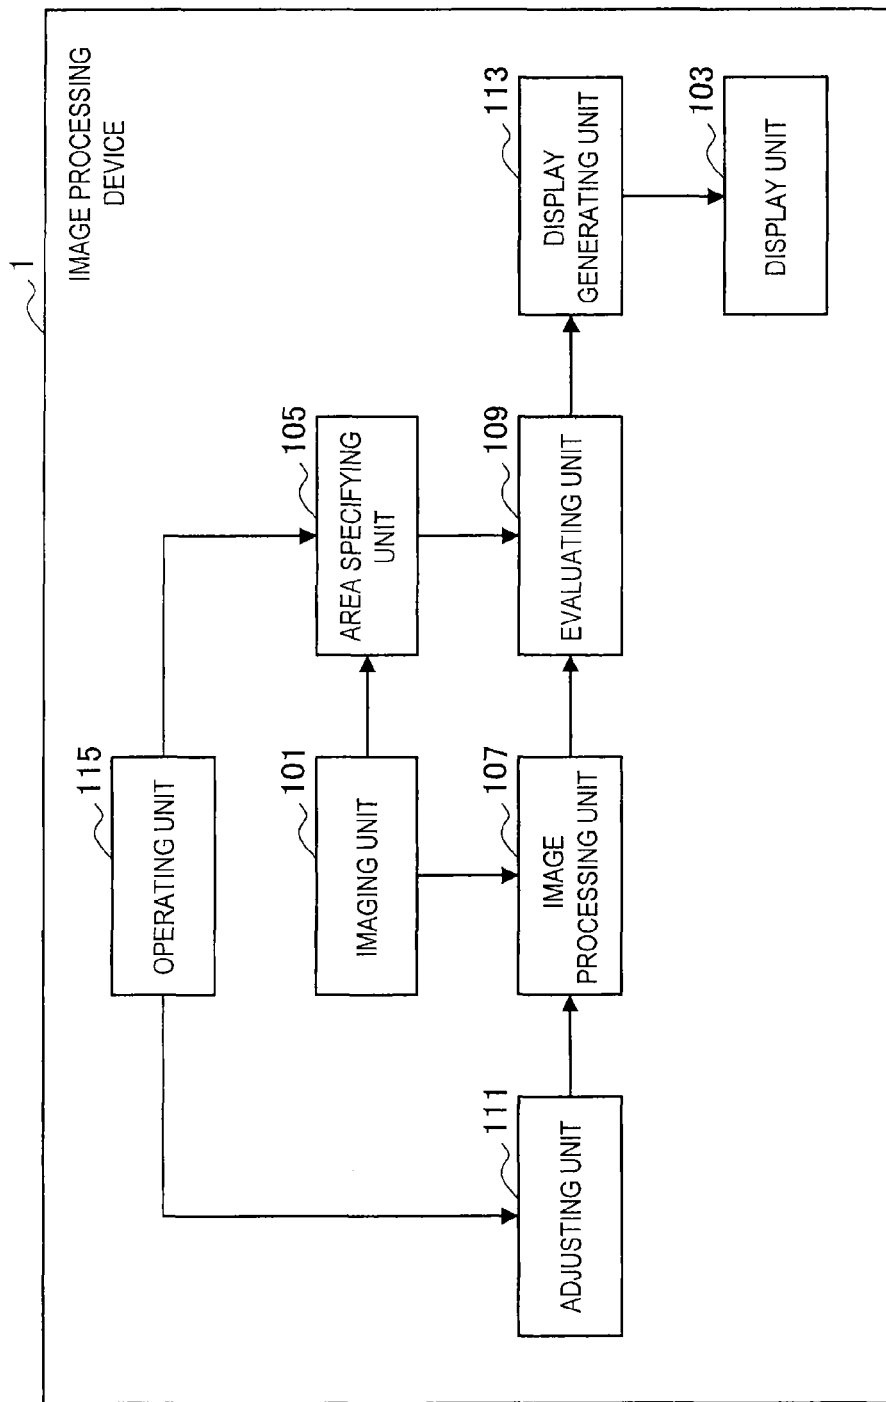 1
IMAGE PROCESSING
DEVICE
115
OPERATING UNIT
101
IMAGING UNIT
105
AREA SPECIFYING
UNIT
111
ADJUSTING UNIT
107
IMAGE
PROCESSING UNIT
109
EVALUATING UNIT
113
DISPLAY
GENERATING UNIT
103
DISPLAY UNIT